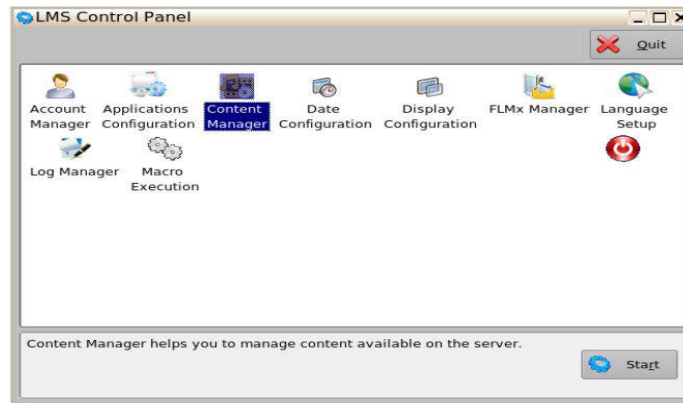 LMS Control Panel
Quit
Account Manager
Applications Configuration
Content Manager
Date Configuration
Display Configuration
FLMx Manager
Language Setup
Log Manager
Macro Execution
Content Manager helps you to manage content available on the server.
Start